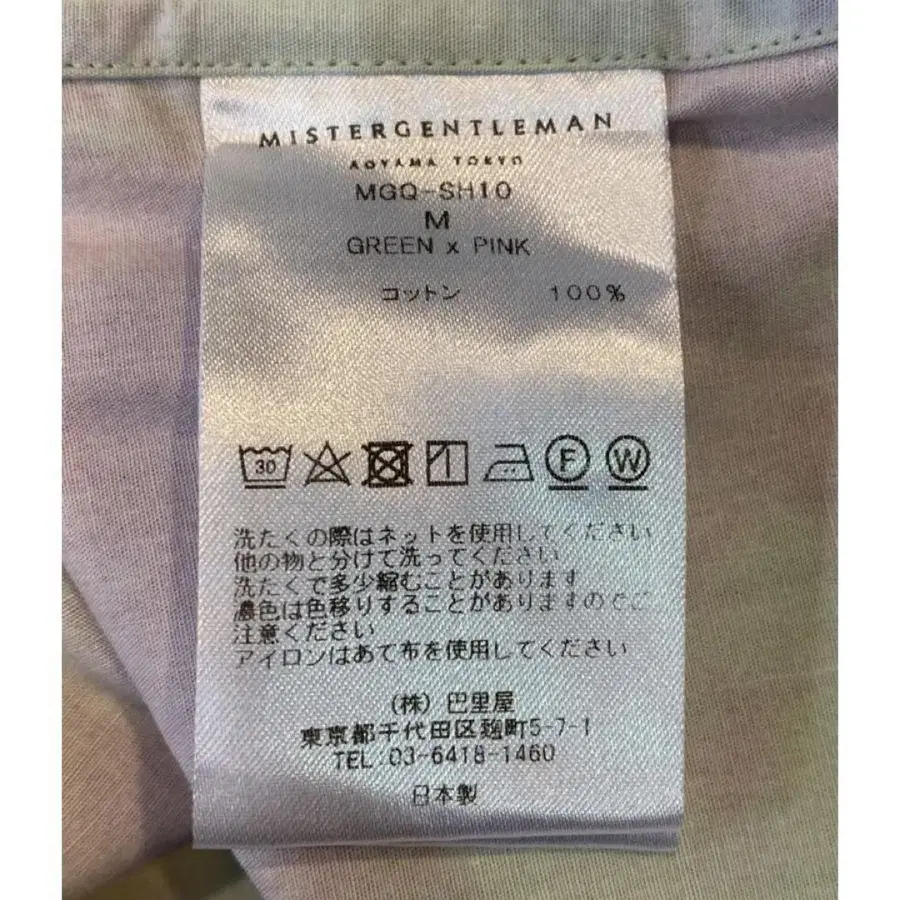 MISTERGENTLEMAN
AOYAMA TOKYO
MGQ-SH10
M
GREEN x PINK
コットン 100%
30 F W
洗たくの際はネットを使用してください
他の物と分けて洗ってください
洗たくで多少縮むことがあります
濃色は色移りすることがありますのでご
注意ください
アイロンはあて布を使用してください
(株) 巴里屋
東京都千代田区麹町5-7-1
TEL.03-6418-1460
日本製